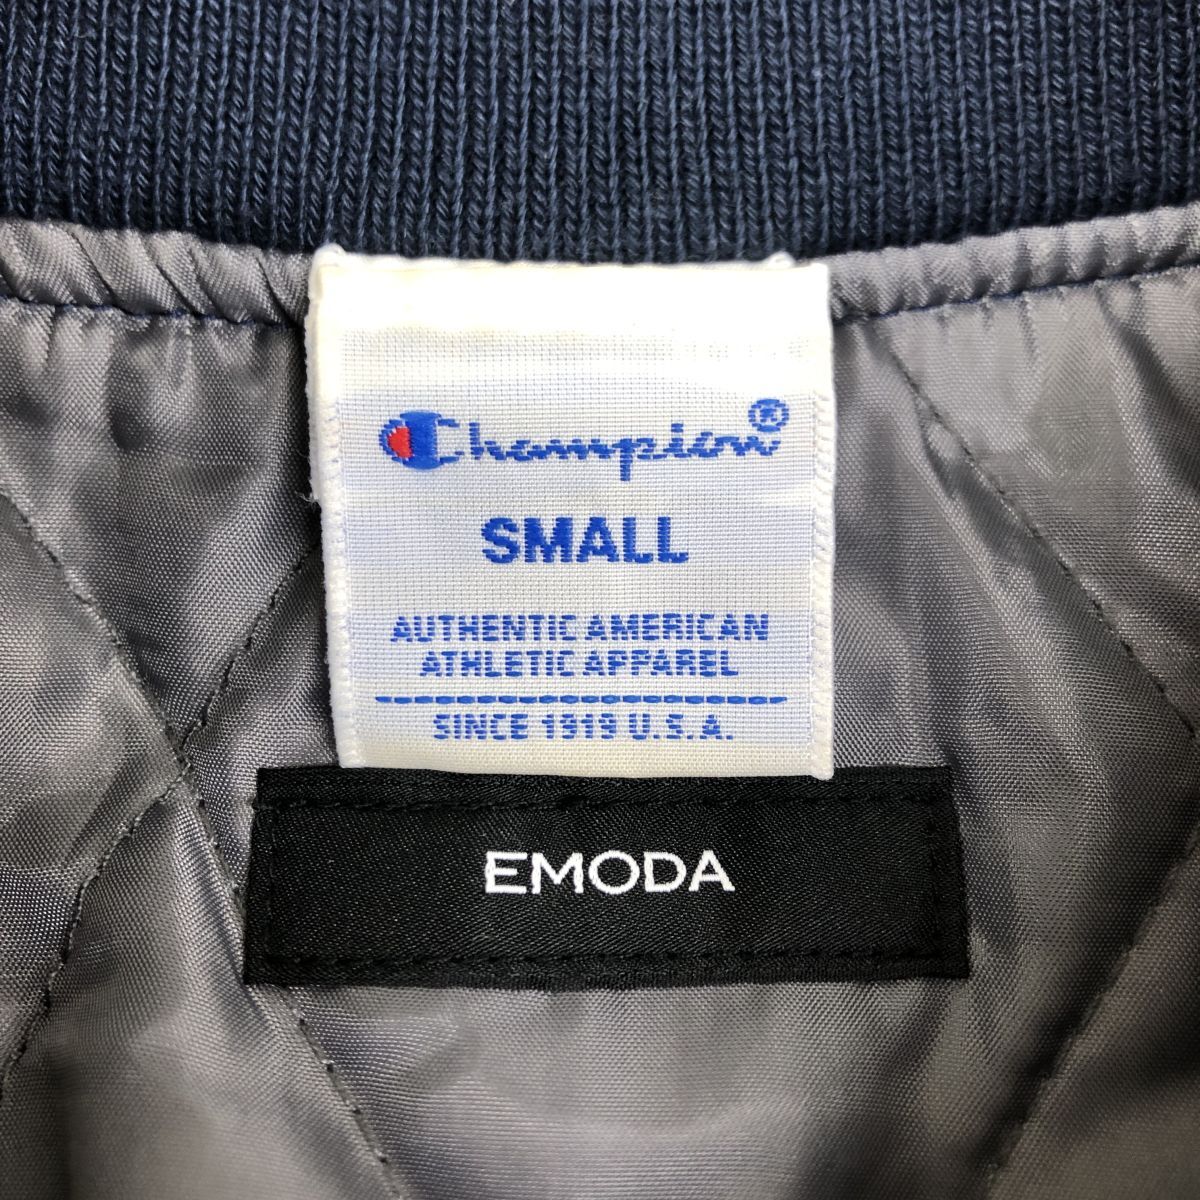 Champion®
SMALL
AUTHENTIC AMERICAN
ATHLETIC APPAREL
SINCE 1919 U.S.A.
EMODA